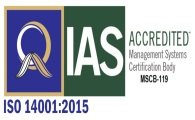 IAS
ACCREDITED
Management Systems
Certification Body
MSCB-119
ISO 14001:2015